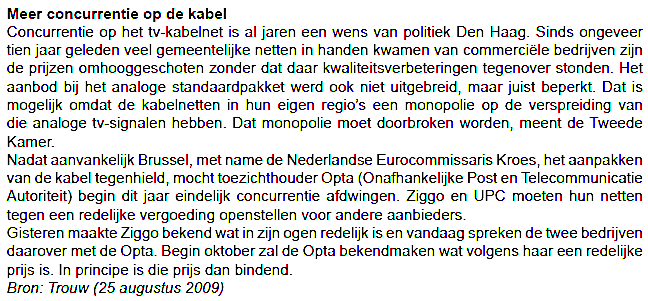 Meer concurrentie op de kabel
Concurrentie op het tv-kabelnet is al jaren een wens van politiek Den Haag. Sinds ongeveer
tien jaar geleden veel gemeentelijke netten in handen kwamen van commerciële bedrijven zijn
de prijzen omhooggeschoten zonder dat daar kwaliteitsverbeteringen tegenover stonden. Het
aanbod bij het analoge standaardpakket werd ook niet uitgebreid, maar juist beperkt. Dat is
mogelijk omdat de kabelnetten in hun eigen regio's een monopolie op de verspreiding van
die analoge tv-signalen hebben. Dat monopolie moet doorbroken worden, meent de Tweede
Kamer.
Nadat aanvankelijk Brussel, met name de Nederlandse Eurocommissaris Kroes, het aanpakken
van de kabel tegenhield, mocht toezichthouder Opta (Onafhankelijke Post en Telecommunicatie
Autoriteit) begin dit jaar eindelijk concurrentie afdwingen. Ziggo en UPC moeten hun netten
tegen een redelijke vergoeding openstellen voor andere aanbieders.
Gisteren maakte Ziggo bekend wat in zijn ogen redelijk is en vandaag spreken de twee bedrijven
daarover met de Opta. Begin oktober zal de Opta bekendmaken wat volgens haar een redelijke
prijs is. In principe is die prijs dan bindend.
Bron: Trouw (25 augustus 2009)